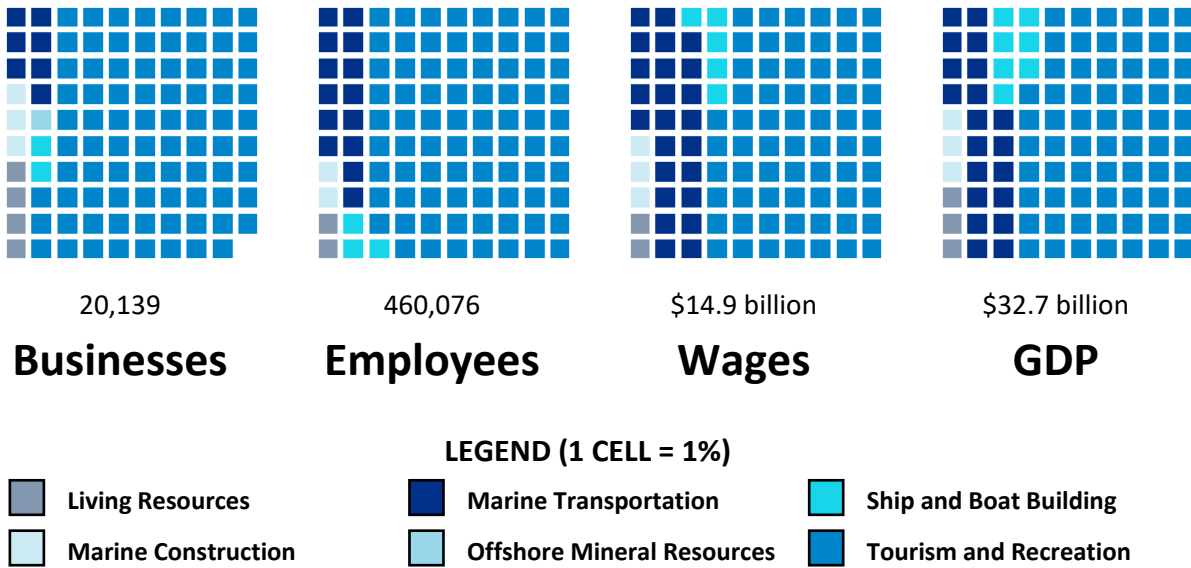 20,139 460,076 $14.9 billion $32.7 billion
Businesses Employees Wages GDP
LEGEND (1 CELL = 1%)
Living Resources Marine Transportation Ship and Boat Building
Marine Construction Offshore Mineral Resources Tourism and Recreation